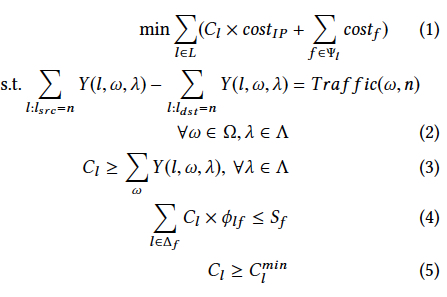 min ∑_{l∈L} (C_l × cost_{IP} + ∑_{f∈Ψ_l} cost_f) (1)
s.t. ∑_{l:l_{src}=n} Y(l, ω, λ) − ∑_{l:l_{dst}=n} Y(l, ω, λ) = Traffic(ω, n)
∀ω ∈ Ω, λ ∈ Λ (2)
C_l ≥ ∑_ω Y(l, ω, λ), ∀λ ∈ Λ (3)
∑_{l∈Δ_f} C_l × ϕ_{lf} ≤ S_f (4)
C_l ≥ C_l^{min} (5)